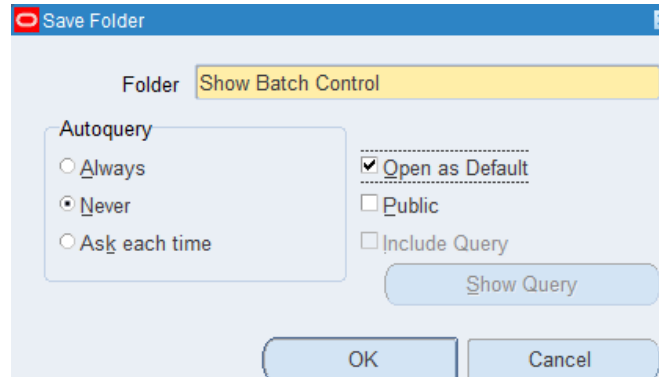 Save Folder
Folder Show Batch Control
Autoquery
Always
Open as Default
Never
Public
Ask each time
Include Query
Show Query
OK
Cancel